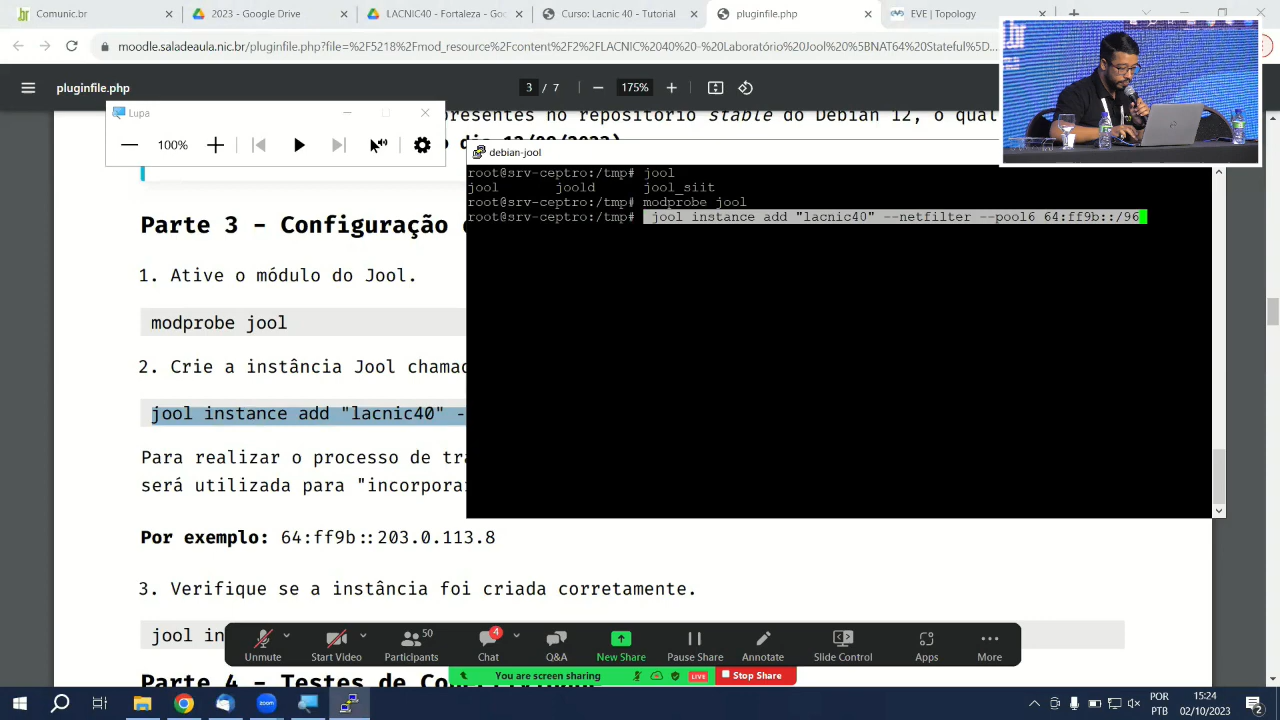 Comunic.br
2023 - Google Drive
LACNIC40
Curso: Lacnic 40 - Tutorial
pluginfile.php
EVE | Topology
pluginfile.php
3 / 7
175%
presentes no repositório stable do Debian 12, o qual
Lupa
100%
debian-jool
root@srv-ceptro:/tmp# jool
jool joold jool_siit
root@srv-ceptro:/tmp# modprobe jool
root@srv-ceptro:/tmp# jool instance add "lacnic40" --netfilter --pool6 64:ff9b::/96
Parte 3 - Configuração
1. Ative o módulo do Jool.
modprobe jool
2. Crie a instância Jool chamad
jool instance add "lacnic40" -
Para realizar o processo de tra
será utilizada para "incorpora
Por exemplo: 64:ff9b::203.0.113.8
3. Verifique se a instância foi criada corretamente.
jool in
Parte 4 - Testes de
50
4
Unmute
Start Video
Participants
Chat
Q&A
New Share
Pause Share
Annotate
Slide Control
Apps
More
You are screen sharing
LIVE
Stop Share
zoom
POR
PTB
15:24
02/10/2023
2